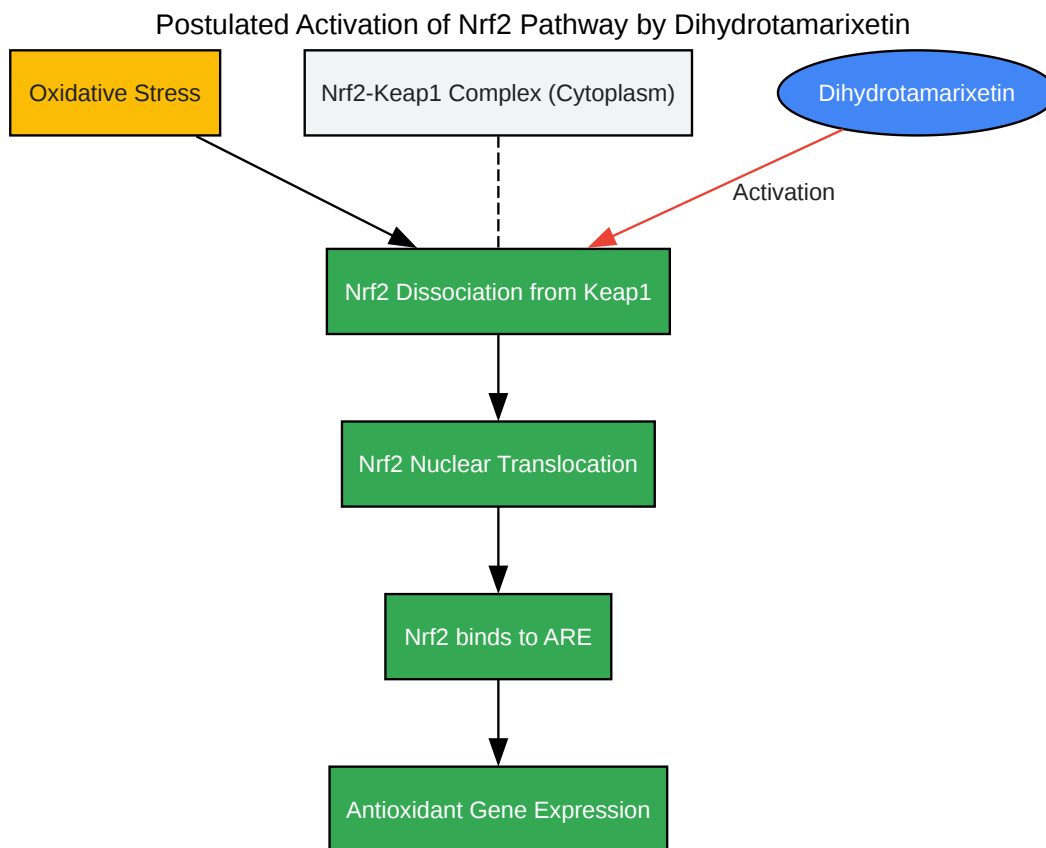 Postulated Activation of Nrf2 Pathway by Dihydrotamarixetin
Oxidative Stress
Nrf2-Keap1 Complex (Cytoplasm)
Dihydrotamarixetin
Activation
Nrf2 Dissociation from Keap1
Nrf2 Nuclear Translocation
Nrf2 binds to ARE
Antioxidant Gene Expression